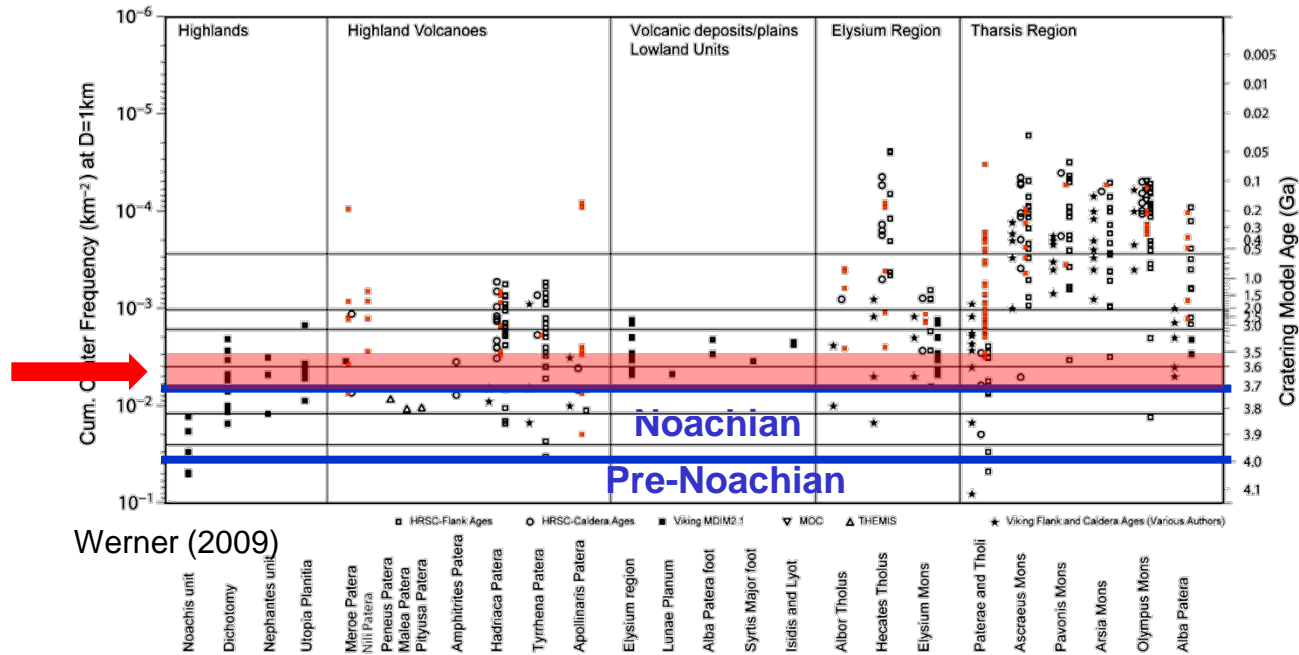 Highlands
Highland Volcanoes
Volcanic deposits/plains
Lowland Units
Elysium Region
Tharsis Region
Cum. Crater Frequency (km⁻²) at D=1km
10⁻⁶
10⁻⁵
10⁻⁴
10⁻³
10⁻²
10⁻¹
Cratering Model Age (Ga)
0.005
0.01
0.02
0.05
0.1
0.2
0.3
0.4
0.5
1.0
1.5
2.0
2.5
3.0
3.5
3.6
3.7
3.8
3.9
4.0
4.1
Noachian
Pre-Noachian
HRSC-Flank Ages
HRSC-Caldera Ages
Viking MDIM2.1
MOC
THEMIS
Viking Flank and Caldera Ages (Various Authors)
Werner (2009)
Noachis unit
Dichotomy
Nephantes unit
Utopia Planitia
Meroe Patera
Nili Patera
Peneus Patera
Malea Patera
Pityusa Patera
Amphitrites Patera
Hadriaca Patera
Tyrrhena Patera
Apollinaris Patera
Elysium region
Lunae Planum
Alba Patera foot
Syrtis Major foot
Isidis and Lyot
Albor Tholus
Hecates Tholus
Elysium Mons
Paterae and Tholi
Ascraeus Mons
Pavonis Mons
Arsia Mons
Olympus Mons
Alba Patera